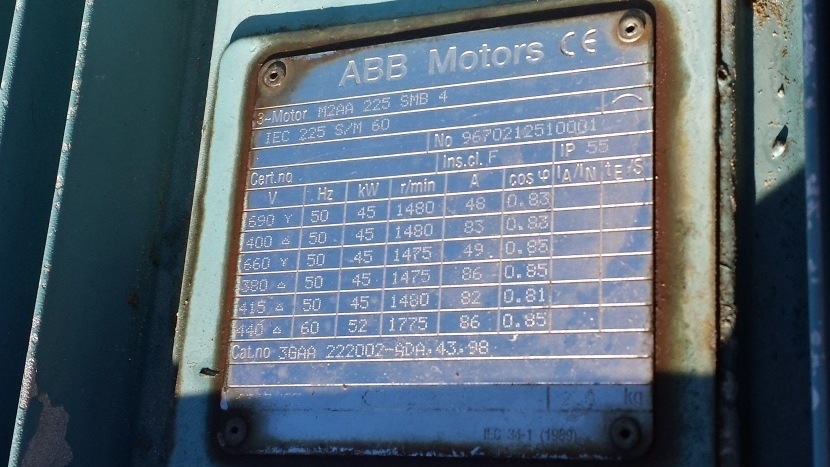 ABB Motors CE
3~Motor M2AA 225 SMB 4
IEC 225 S/M 60
No 9670212510001
Cert.no Ins.cl. F IP 55
V Hz kW r/min A cos φ IA/IN tE/S
690 Y 50 45 1480 48 0.83
400 △ 50 45 1480 83 0.83
660 Y 50 45 1475 49 0.85
380 △ 50 45 1475 86 0.85
415 △ 50 45 1480 82 0.81
440 △ 60 52 1775 86 0.85
Cat.no 3GAA 222002-ADA.43.98
kg
IEC 34-1